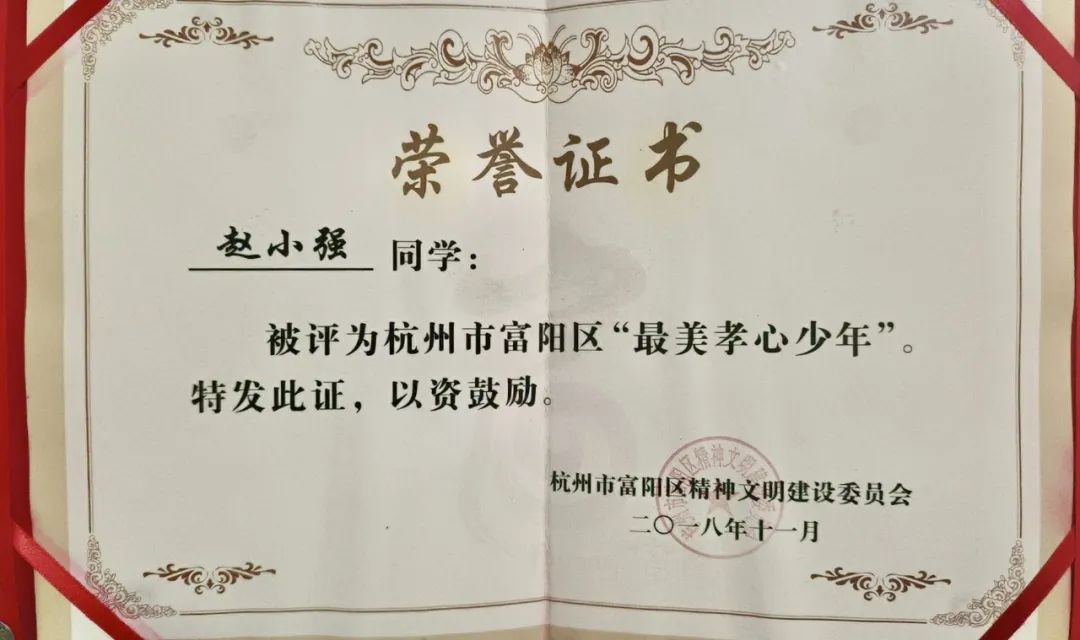 荣誉证书
赵小强 同学：
被评为杭州市富阳区“最美孝心少年”。
特发此证，以资鼓励。
杭州市富阳区精神文明建设委员会
二〇一八年十一月